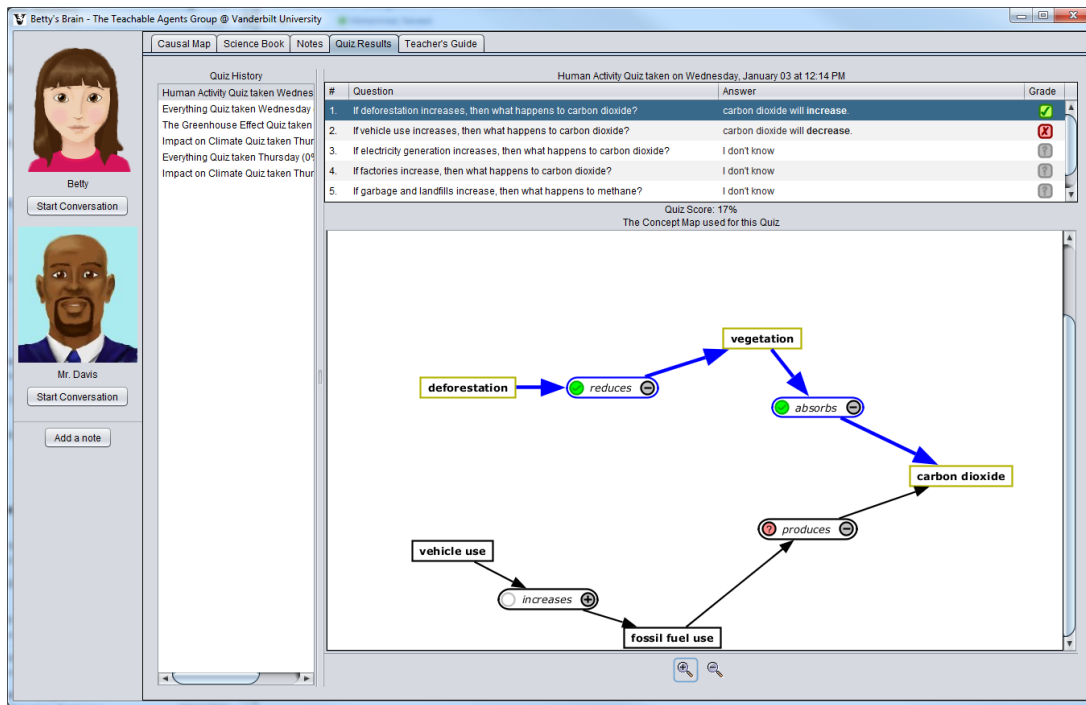 Betty's Brain - The Teachable Agents Group @ Vanderbilt University
Causal Map Science Book Notes Quiz Results Teacher's Guide
Betty
Start Conversation
Mr. Davis
Start Conversation
Add a note
Quiz History
Human Activity Quiz taken Wednes
Everything Quiz taken Wednesday
The Greenhouse Effect Quiz taken
Impact on Climate Quiz taken Thur
Everything Quiz taken Thursday (0%
Impact on Climate Quiz taken Thur
Human Activity Quiz taken on Wednesday, January 03 at 12:14 PM
# Question Answer Grade
1. If deforestation increases, then what happens to carbon dioxide? carbon dioxide will increase.
2. If vehicle use increases, then what happens to carbon dioxide? carbon dioxide will decrease.
3. If electricity generation increases, then what happens to carbon dioxide? I don't know ?
4. If factories increase, then what happens to carbon dioxide? I don't know ?
5. If garbage and landfills increase, then what happens to methane? I don't know ?
Quiz Score: 17%
The Concept Map used for this Quiz
vegetation
deforestation
reduces
absorbs
carbon dioxide
? produces
vehicle use
increases
fossil fuel use